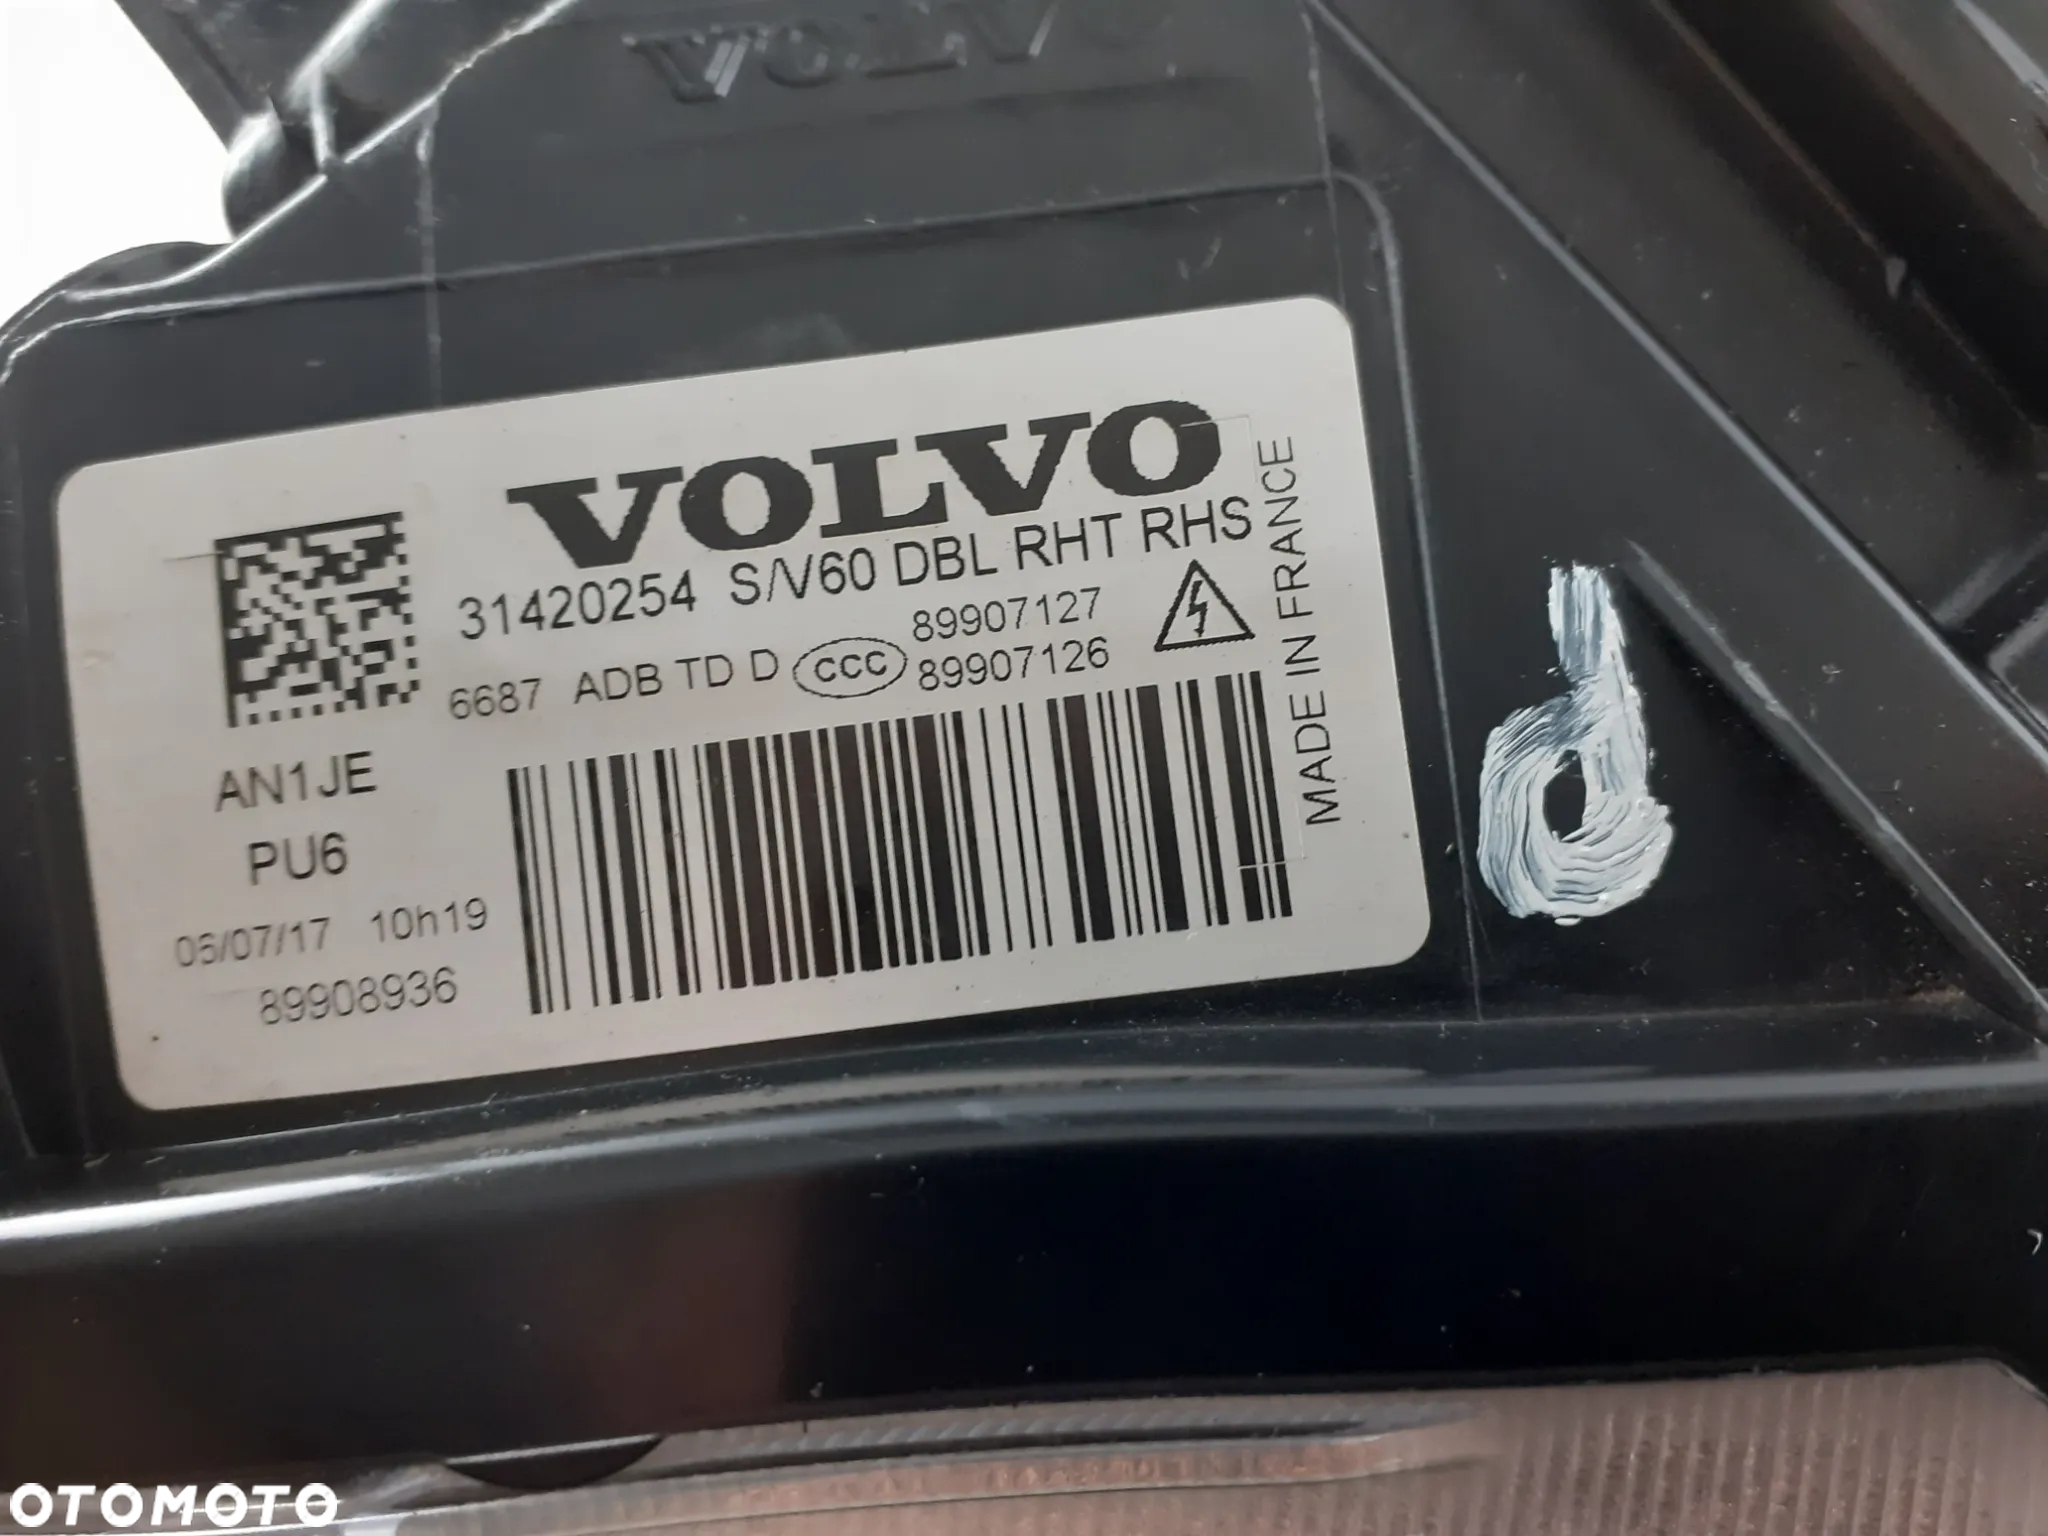 VOLVO
VOLVO
31420254 S/V60 DBL RHT RHS
6687 ADB TD D CCC 89907127
89907126
MADE IN FRANCE
AN1JE
PU6
06/07/17 10h19
89908936
OTOMOTO